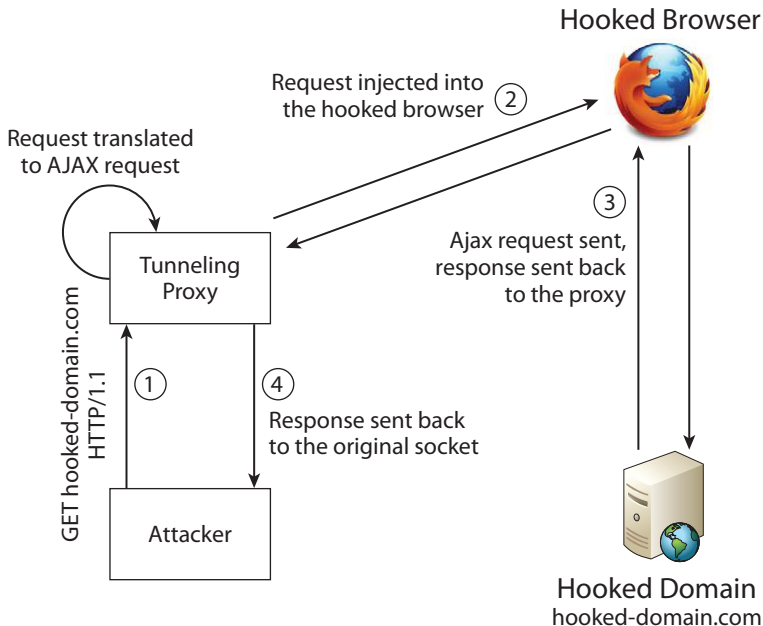 Hooked Browser
Request injected into
the hooked browser
2
Request translated
to AJAX request
3
Ajax request sent,
response sent back
to the proxy
Tunneling
Proxy
GET hooked-domain.com
HTTP/1.1
1
4
Response sent back
to the original socket
Attacker
Hooked Domain
hooked-domain.com